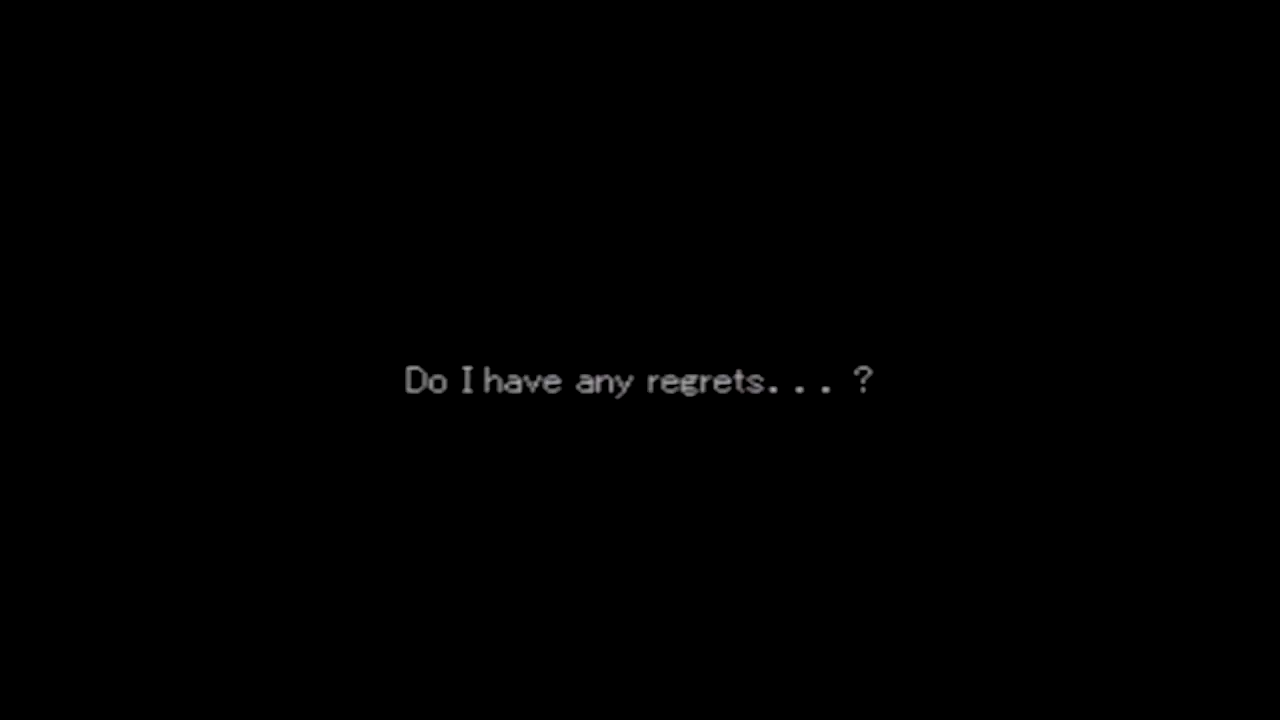 Do I have any regrets. . . ?